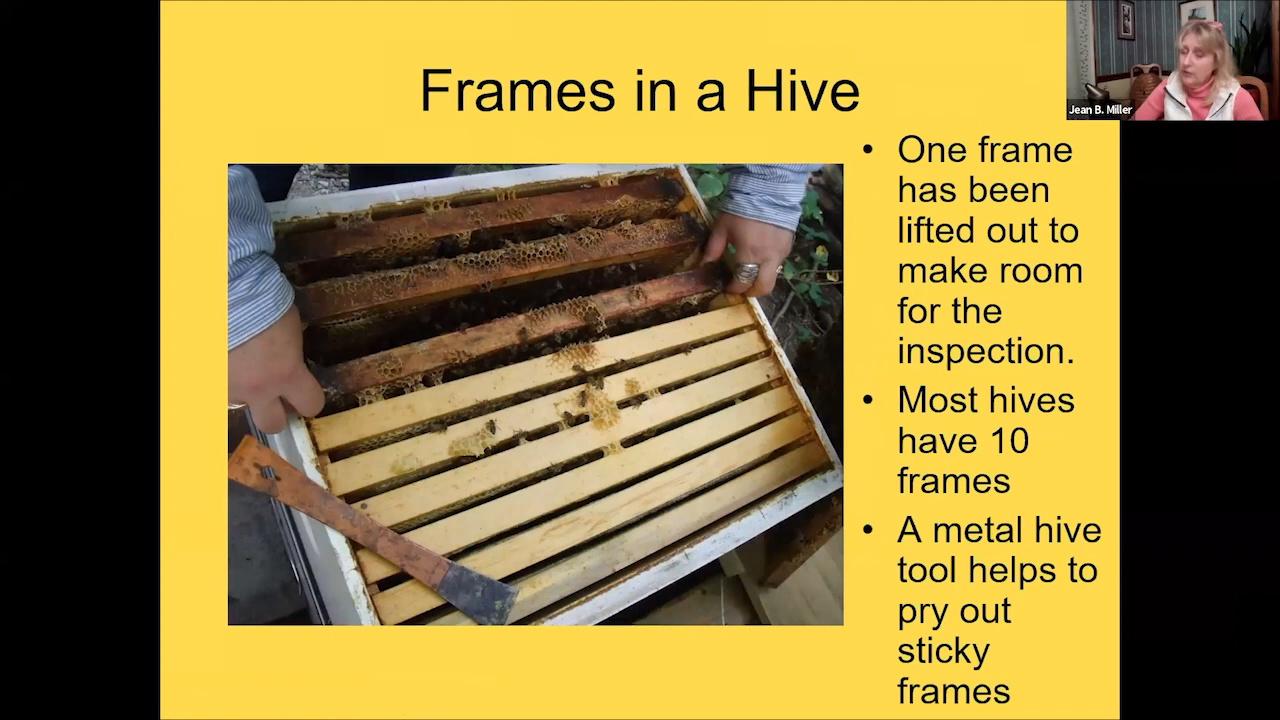 Frames in a Hive
Jean B. Miller
• One frame
has been
lifted out to
make room
for the
inspection.
• Most hives
have 10
frames
• A metal hive
tool helps to
pry out
sticky
frames